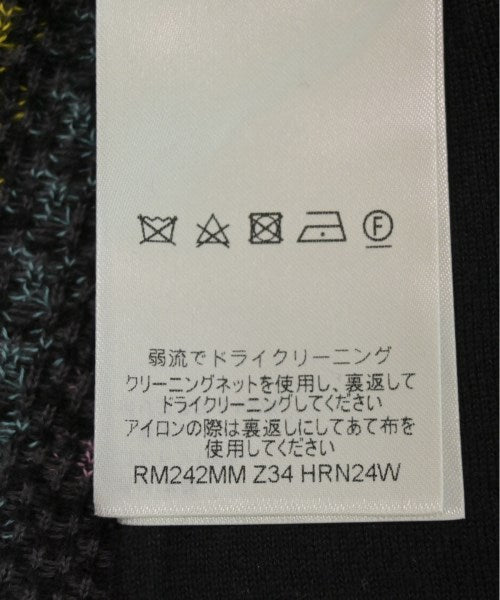 F
弱流でドライクリーニング
クリーニングネットを使用し、裏返して
ドライクリーニングしてください
アイロンの際は裏返しにしてあて布を
使用してください
RM242MM Z34 HRN24W